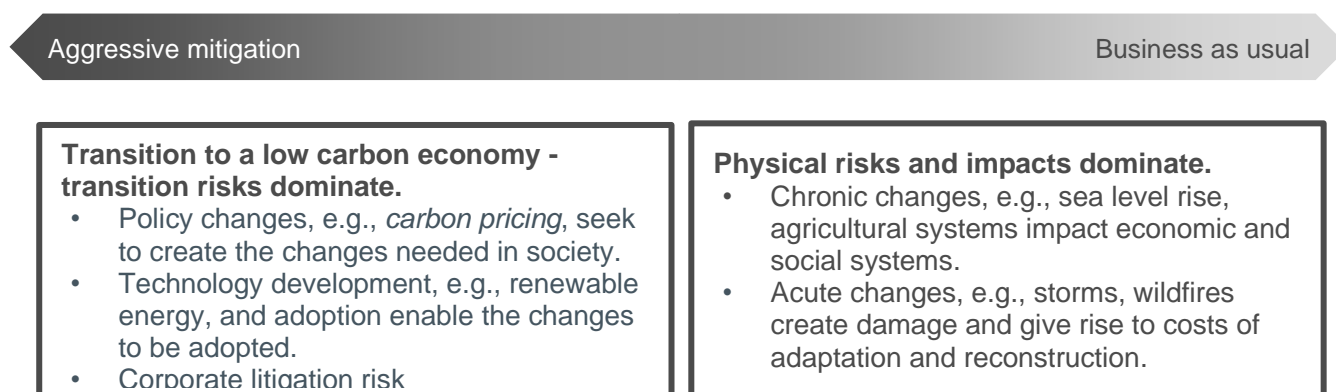 Aggressive mitigation
Business as usual
Transition to a low carbon economy -
transition risks dominate.
• Policy changes, e.g., carbon pricing, seek
to create the changes needed in society.
• Technology development, e.g., renewable
energy, and adoption enable the changes
to be adopted.
• Corporate litigation risk
Physical risks and impacts dominate.
• Chronic changes, e.g., sea level rise,
agricultural systems impact economic and
social systems.
• Acute changes, e.g., storms, wildfires
create damage and give rise to costs of
adaptation and reconstruction.